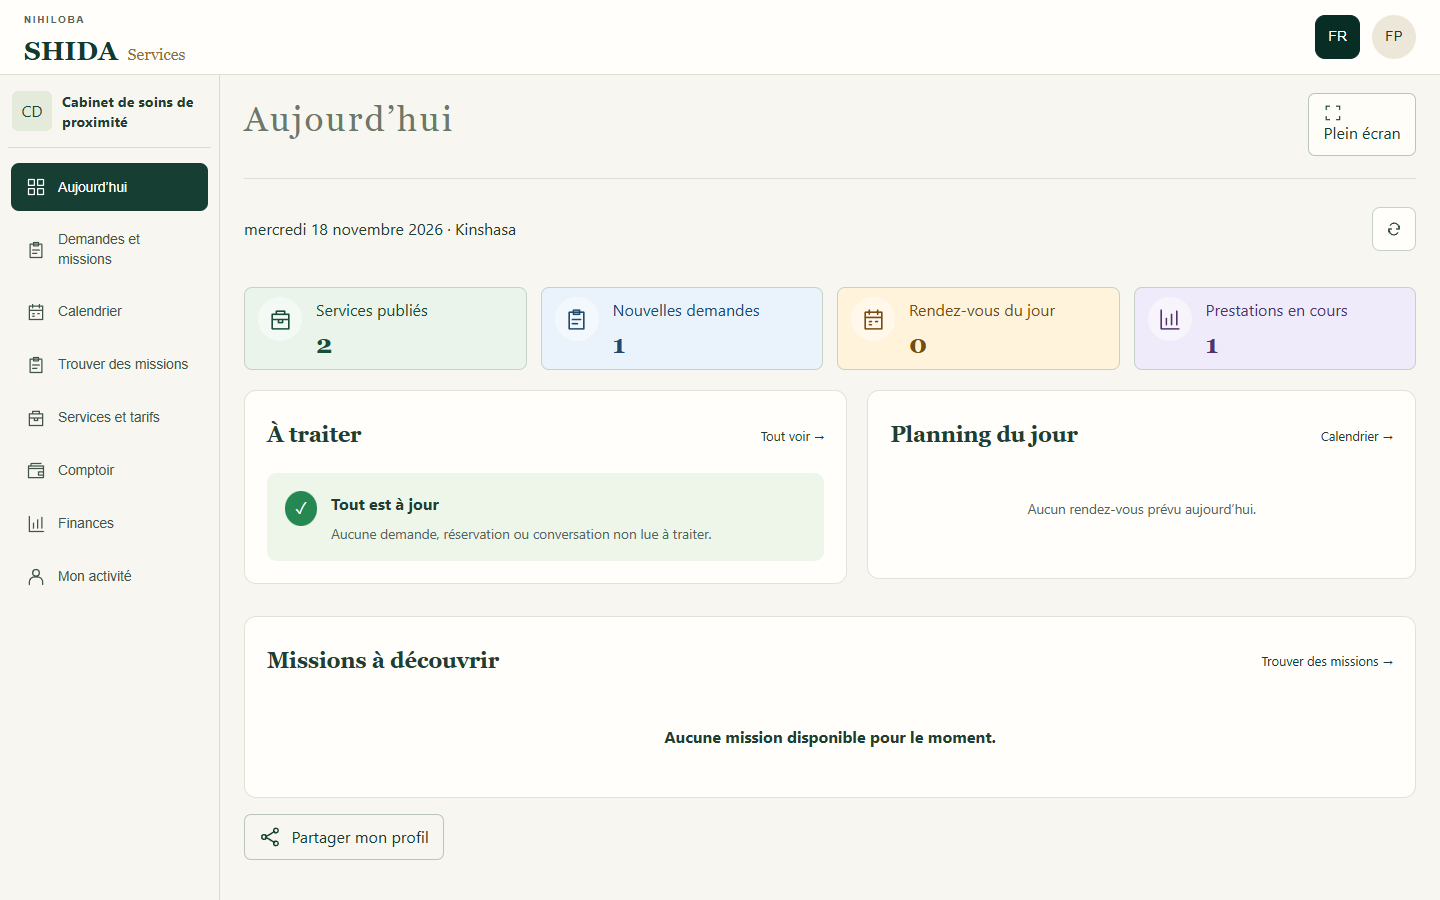 NIHILOBA
SHIDA Services
FR
FP
CD
Cabinet de soins de
proximité
Aujourd’hui
Demandes et
missions
Calendrier
Trouver des missions
Services et tarifs
Comptoir
Finances
Mon activité
Aujourd’hui
Plein écran
mercredi 18 novembre 2026 · Kinshasa
Services publiés
2
Nouvelles demandes
1
Rendez-vous du jour
0
Prestations en cours
1
À traiter
Tout voir →
Tout est à jour
Aucune demande, réservation ou conversation non lue à traiter.
Planning du jour
Calendrier →
Aucun rendez-vous prévu aujourd’hui.
Missions à découvrir
Trouver des missions →
Aucune mission disponible pour le moment.
Partager mon profil